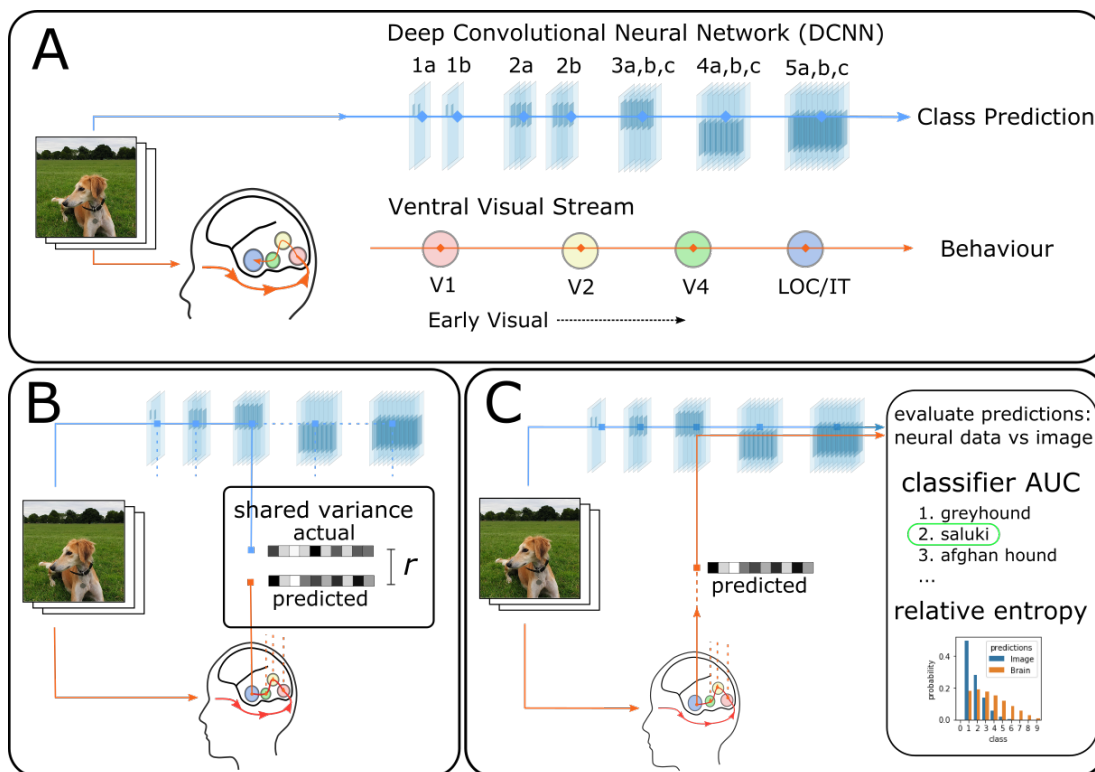 A
Deep Convolutional Neural Network (DCNN)
1a 1b 2a 2b 3a,b,c 4a,b,c 5a,b,c
Class Prediction
Ventral Visual Stream
Behaviour
V1 V2 V4 LOC/IT
Early Visual
B
shared variance
actual
r
predicted
C
predicted
evaluate predictions:
neural data vs image
classifier AUC
1. greyhound
2. saluki
3. afghan hound
...
relative entropy
predictions
Image
Brain
probability
0.4
0.2
0.0
0 1 2 3 4 5 6 7 8 9
class